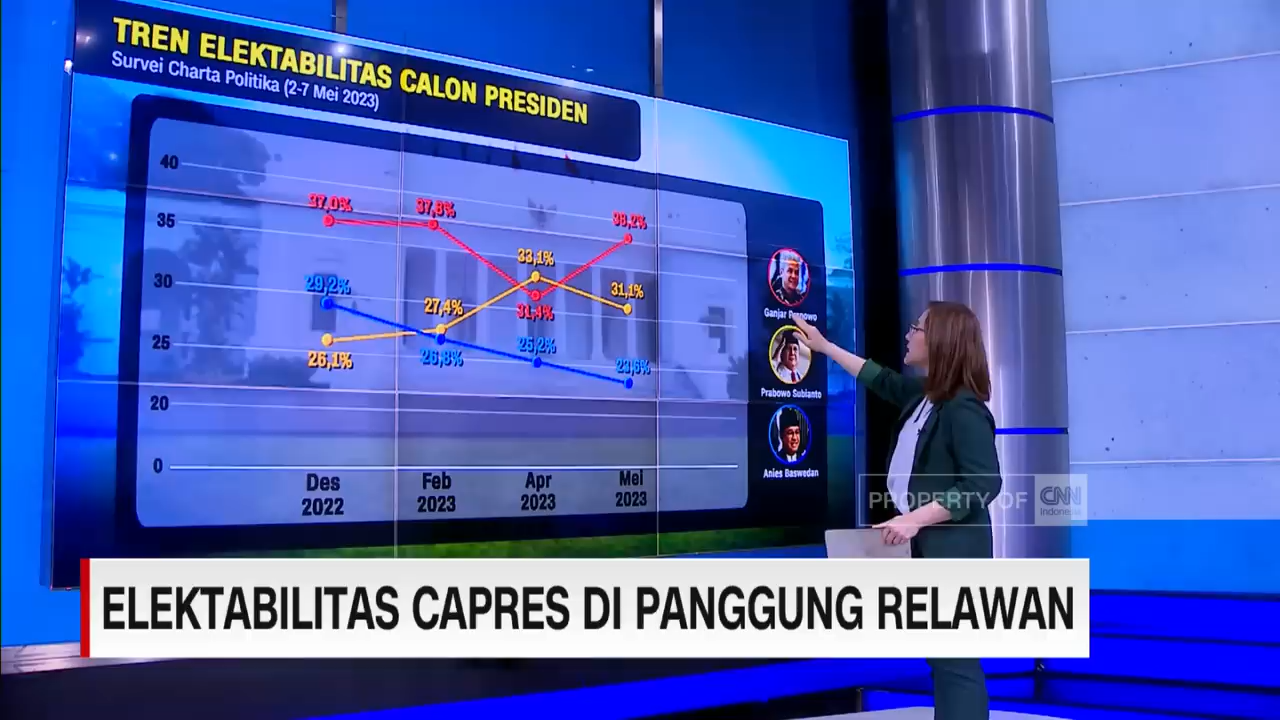 TREN ELEKTABILITAS CALON PRESIDEN
Survei Charta Politika (2-7 Mei 2023)
40
35
30
25
20
0
37,0%
37,8%
31,4%
38,2%
26,1%
27,4%
33,1%
31,1%
29,2%
26,8%
25,2%
23,6%
Des
2022
Feb
2023
Apr
2023
Mei
2023
Ganjar Pranowo
Prabowo Subianto
Anies Baswedan
PROPERTY OF CNN
Indonesia
ELEKTABILITAS CAPRES DI PANGGUNG RELAWAN